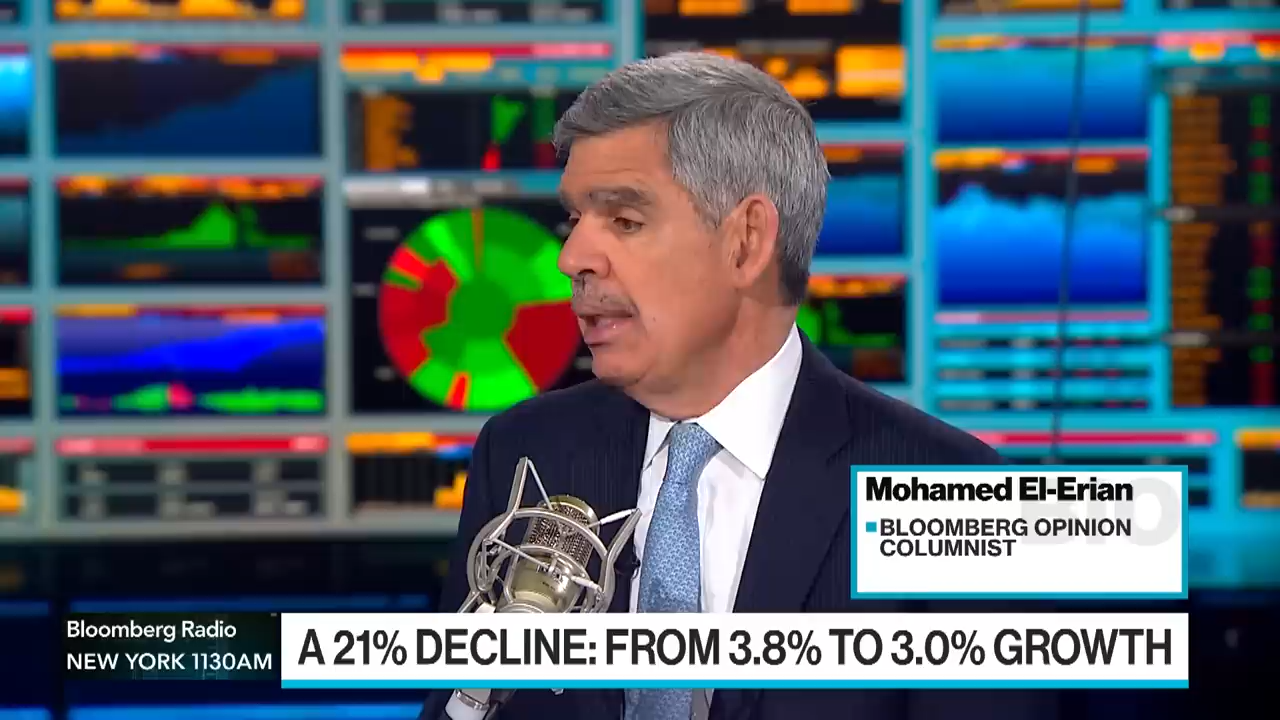 Mohamed El-Erian
BLOOMBERG OPINION
COLUMNIST
Bloomberg Radio
NEW YORK 1130AM
A 21% DECLINE: FROM 3.8% TO 3.0% GROWTH